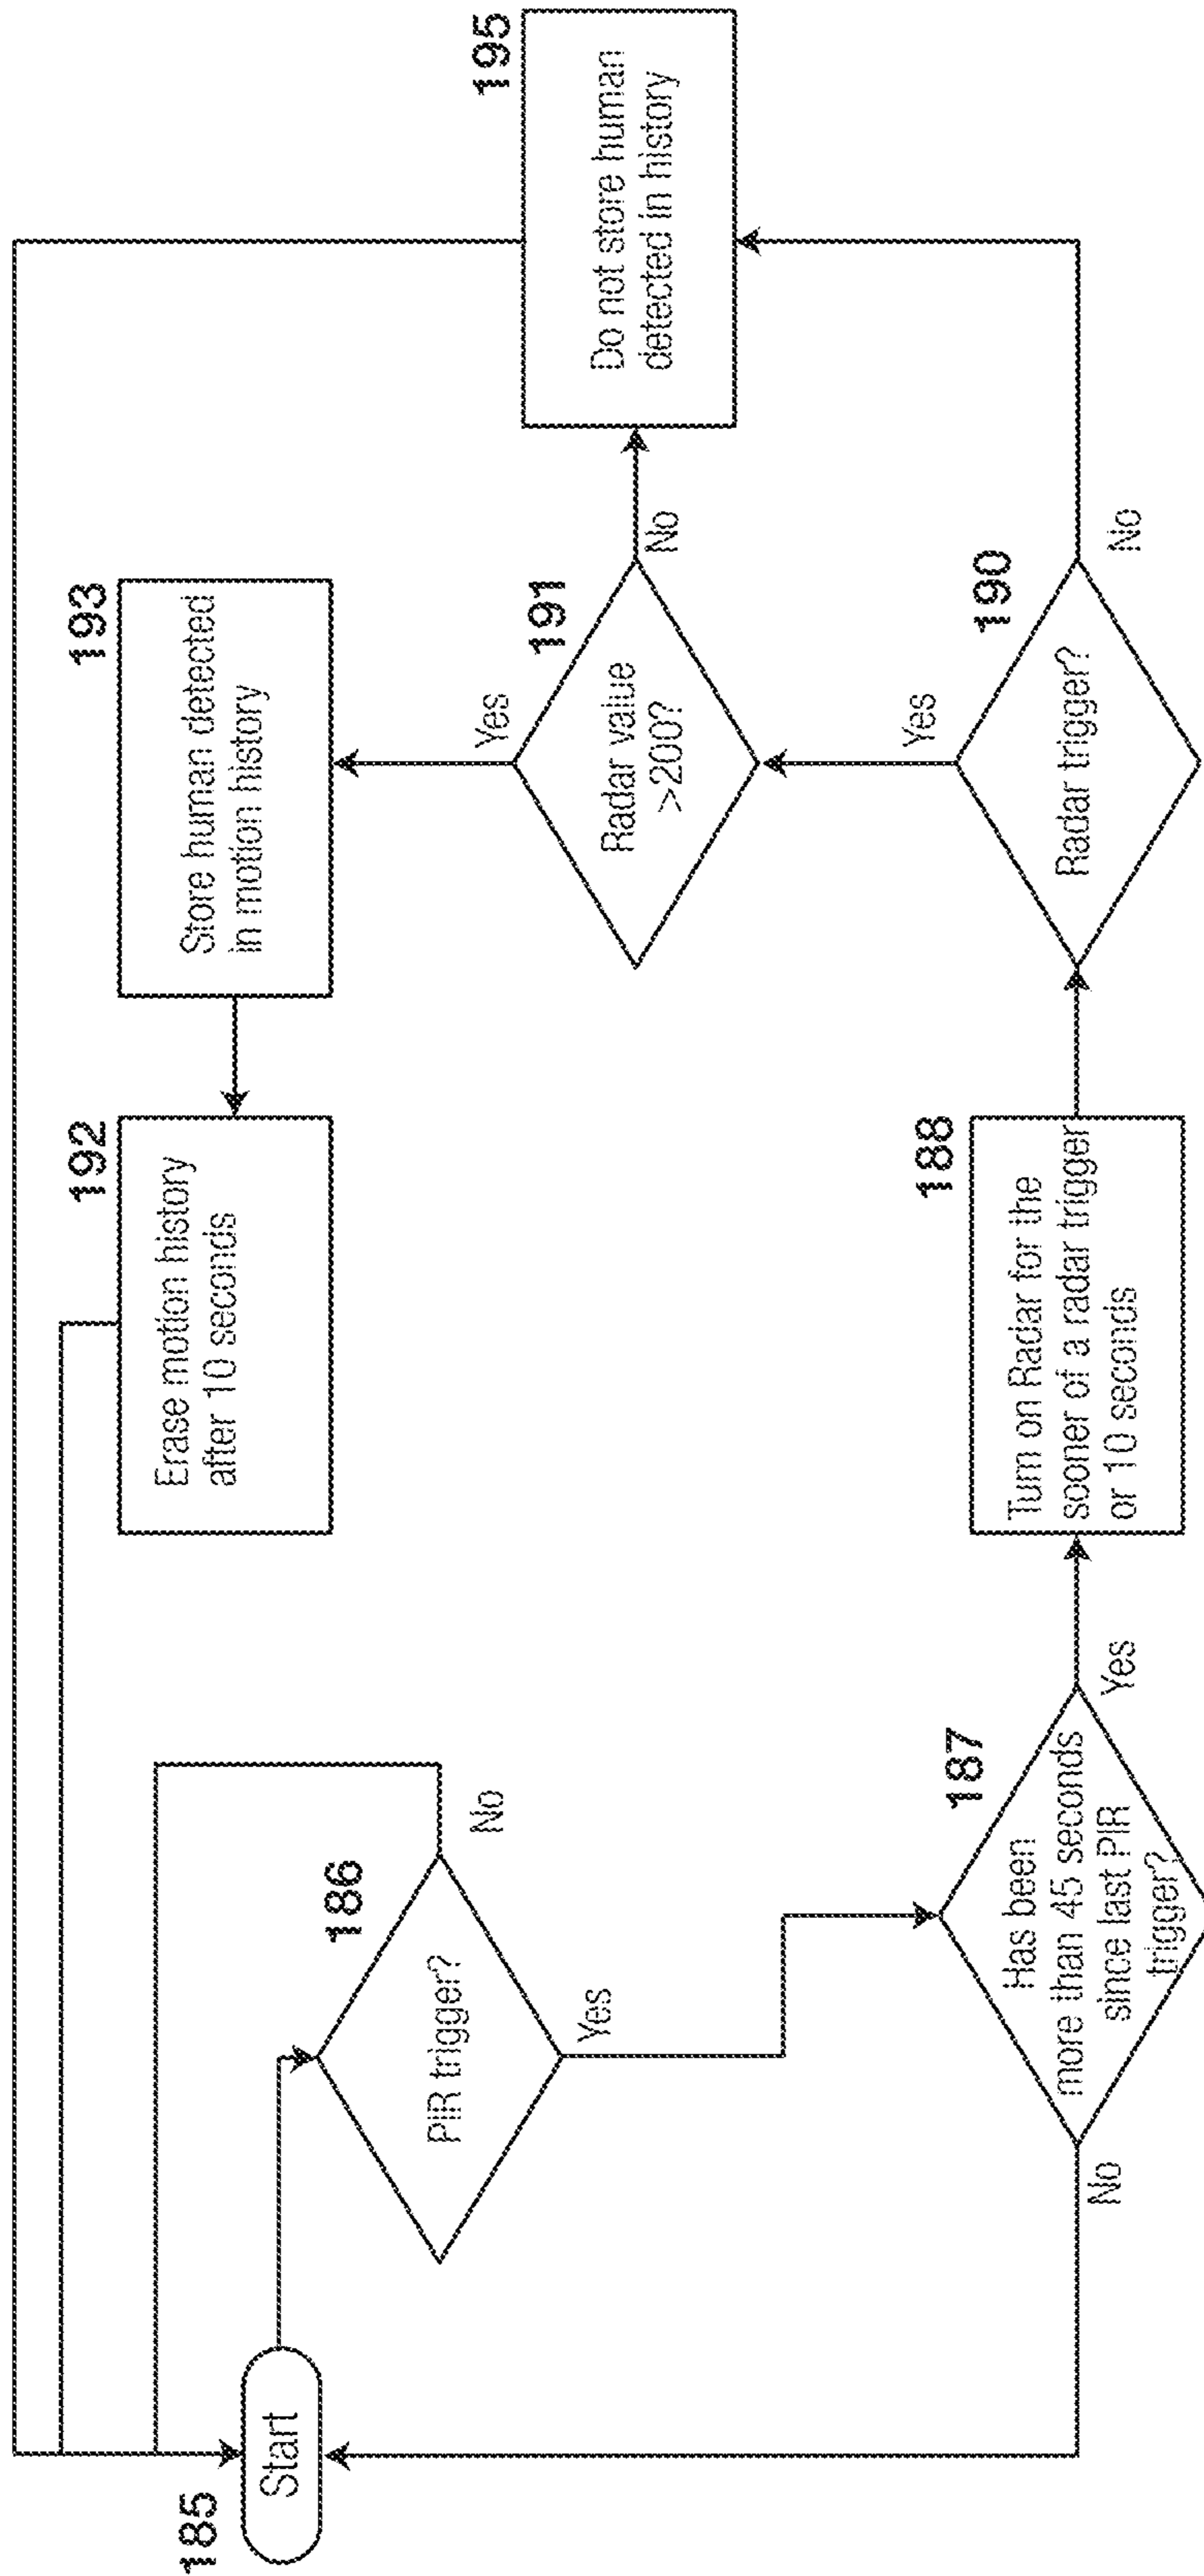 185
Start
186
PIR trigger?
No
Yes
187
Has been
more than 45 seconds
since last PIR
trigger?
No
Yes
188
Turn on Radar for the
sooner of a radar trigger
or 10 seconds
190
Radar trigger?
Yes
No
191
Radar value
>200?
Yes
No
193
Store human detected
in motion history
192
Erase motion history
after 10 seconds
195
Do not store human
detected in history